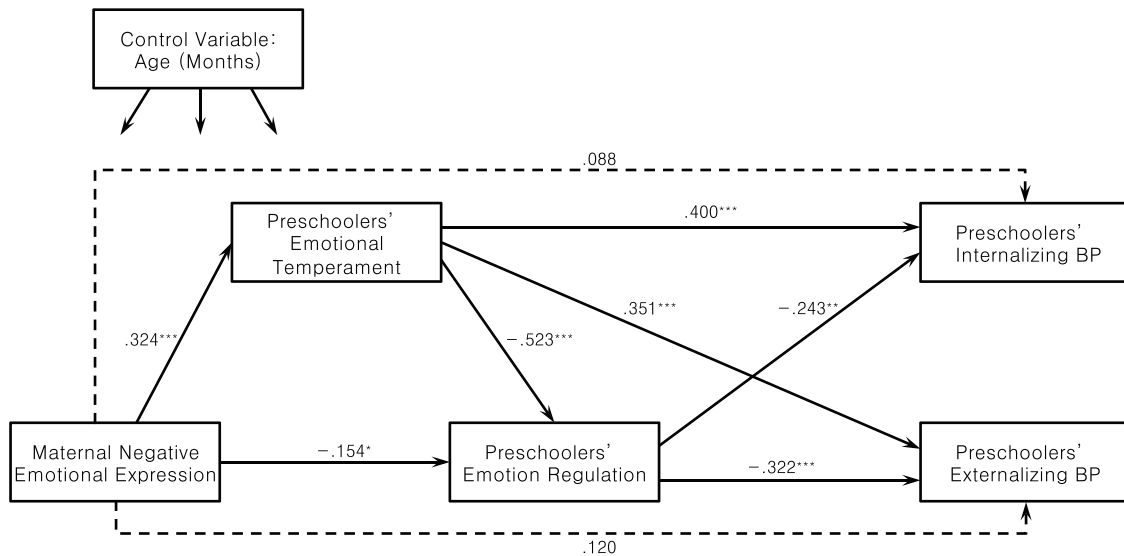 Control Variable:
Age (Months)
.088
Preschoolers’
Emotional
Temperament
.400***
Preschoolers’
Internalizing BP
.324***
−.523***
.351***
−.243**
Maternal Negative
Emotional Expression
−.154*
Preschoolers’
Emotion Regulation
−.322***
Preschoolers’
Externalizing BP
.120